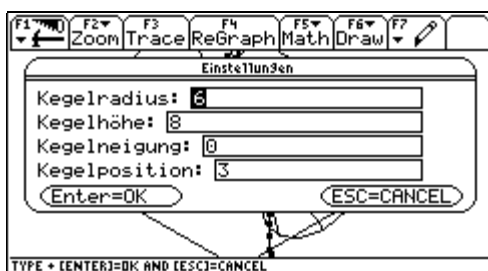 F1 F2 F3 F4 F5 F6 F7
Zoom Trace ReGraph Math Draw
Einstellungen
Kegelradius: 6
Kegelhöhe: 8
Kegelneigung: 0
Kegelposition: 3
Enter=OK ESC=CANCEL
TYPE + [ENTER]=OK AND [ESC]=CANCEL